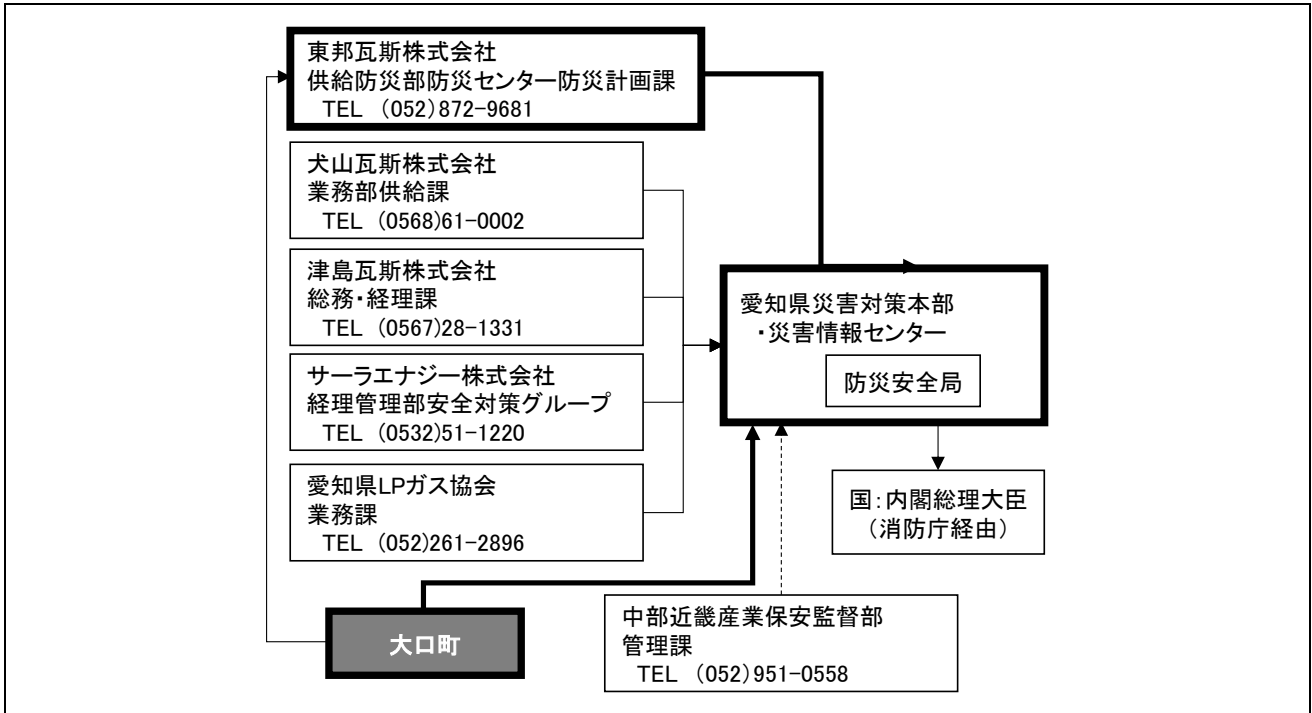 東邦瓦斯株式会社
供給防災部防災センター防災計画課
TEL (052)872-9681
犬山瓦斯株式会社
業務部供給課
TEL (0568)61-0002
津島瓦斯株式会社
総務・経理課
TEL (0567)28-1331
サーラエナジー株式会社
経理管理部安全対策グループ
TEL (0532)51-1220
愛知県LPガス協会
業務課
TEL (052)261-2896
大口町
愛知県災害対策本部
・災害情報センター
防災安全局
国:内閣総理大臣
（消防庁経由）
中部近畿産業保安監督部
管理課
TEL (052)951-0558